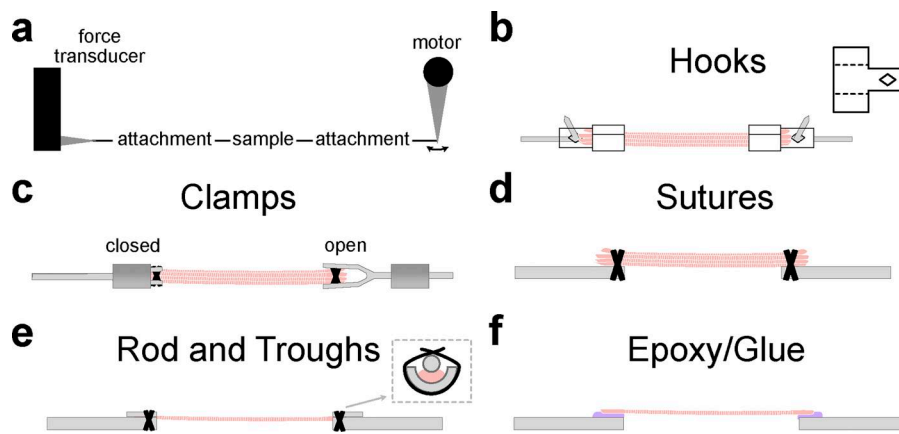 a
force
transducer
motor
attachment
sample
attachment
b
Hooks
c
Clamps
closed
open
d
Sutures
e
Rod and Troughs
f
Epoxy/Glue